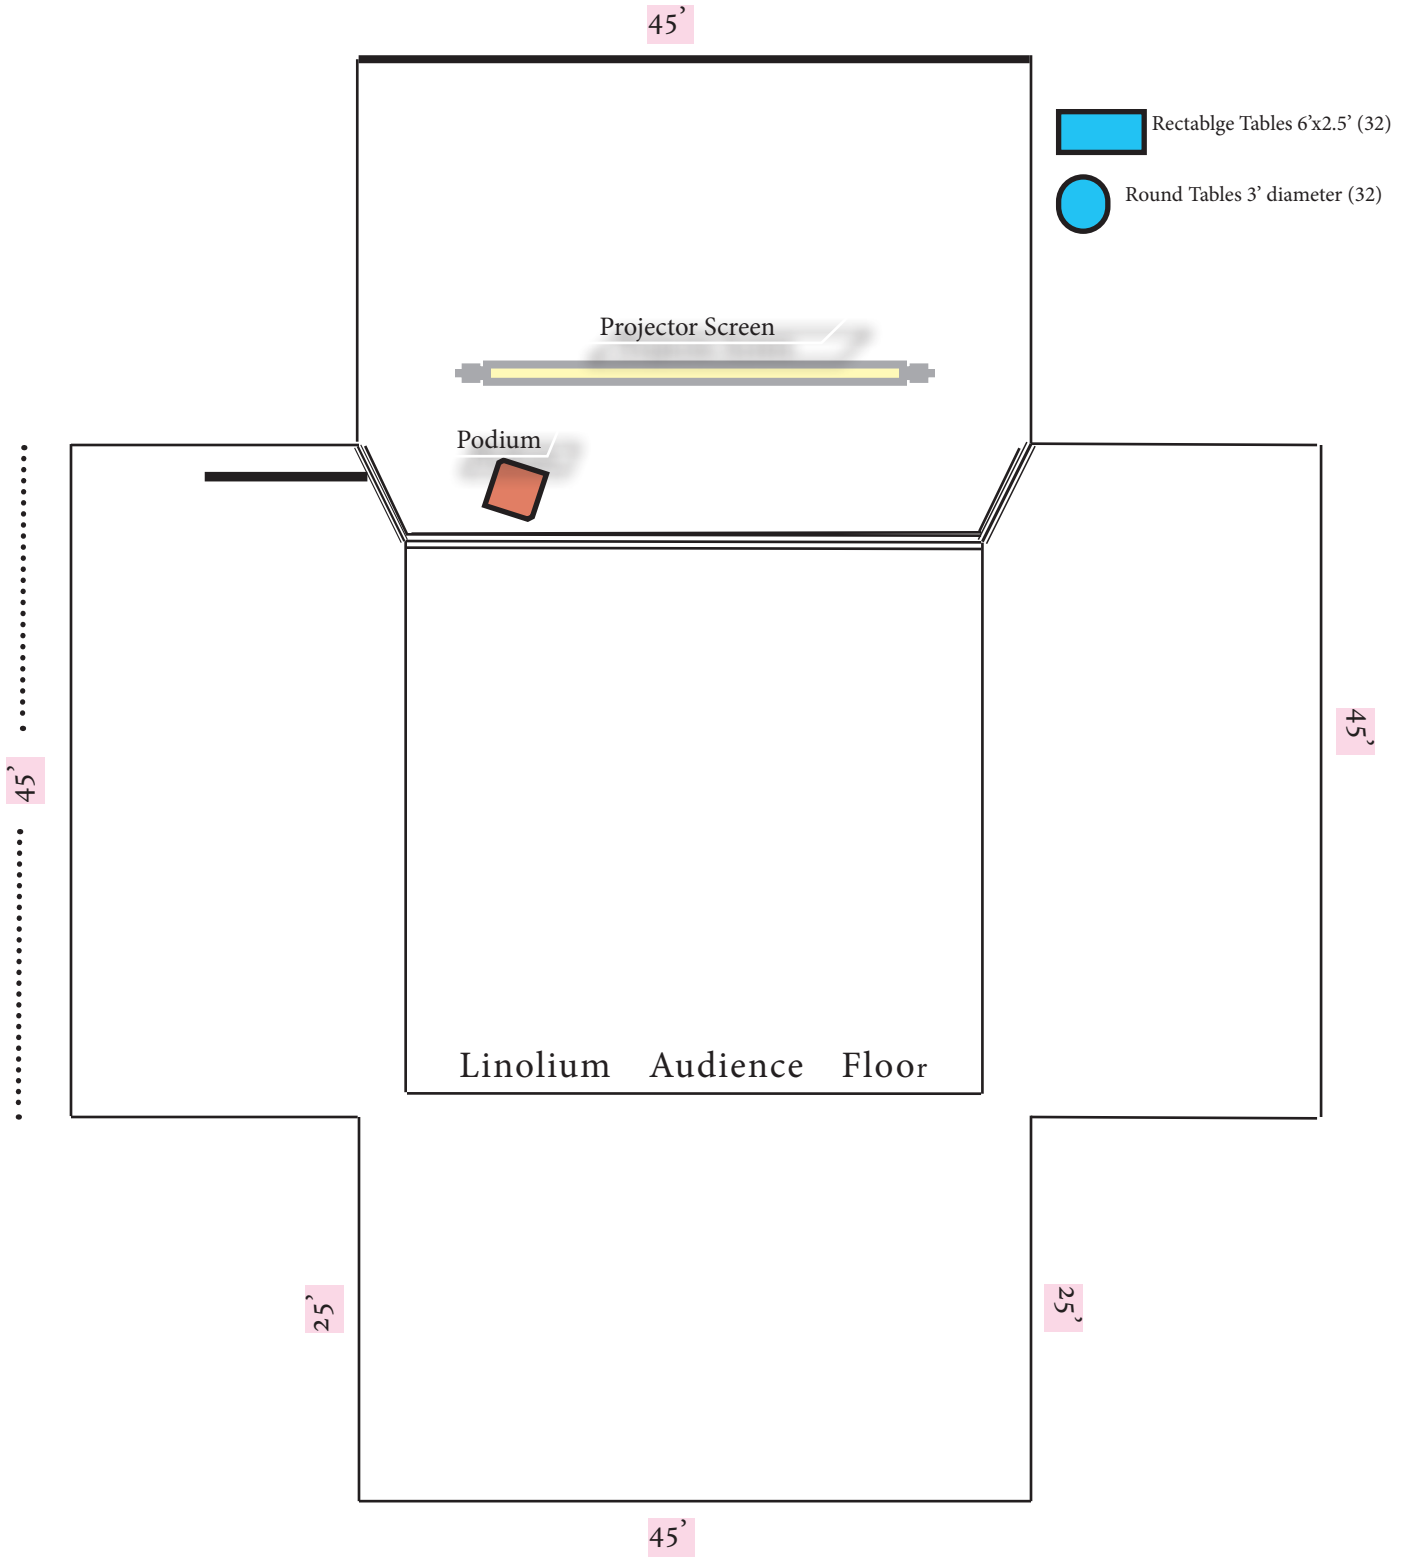 45’
Rectablge Tables 6’x2.5’ (32)
Round Tables 3’ diameter (32)
Projector Screen
Podium
45’
45’
Linolium Audience Floor
25’
25’
45’